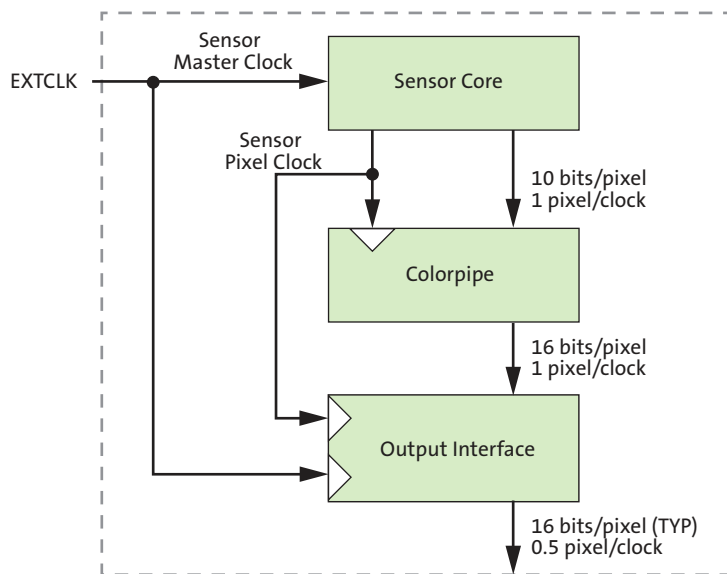 Sensor
Master Clock
EXTCLK
Sensor Core
Sensor
Pixel Clock
10 bits/pixel
1 pixel/clock
Colorpipe
16 bits/pixel
1 pixel/clock
Output Interface
16 bits/pixel (TYP)
0.5 pixel/clock